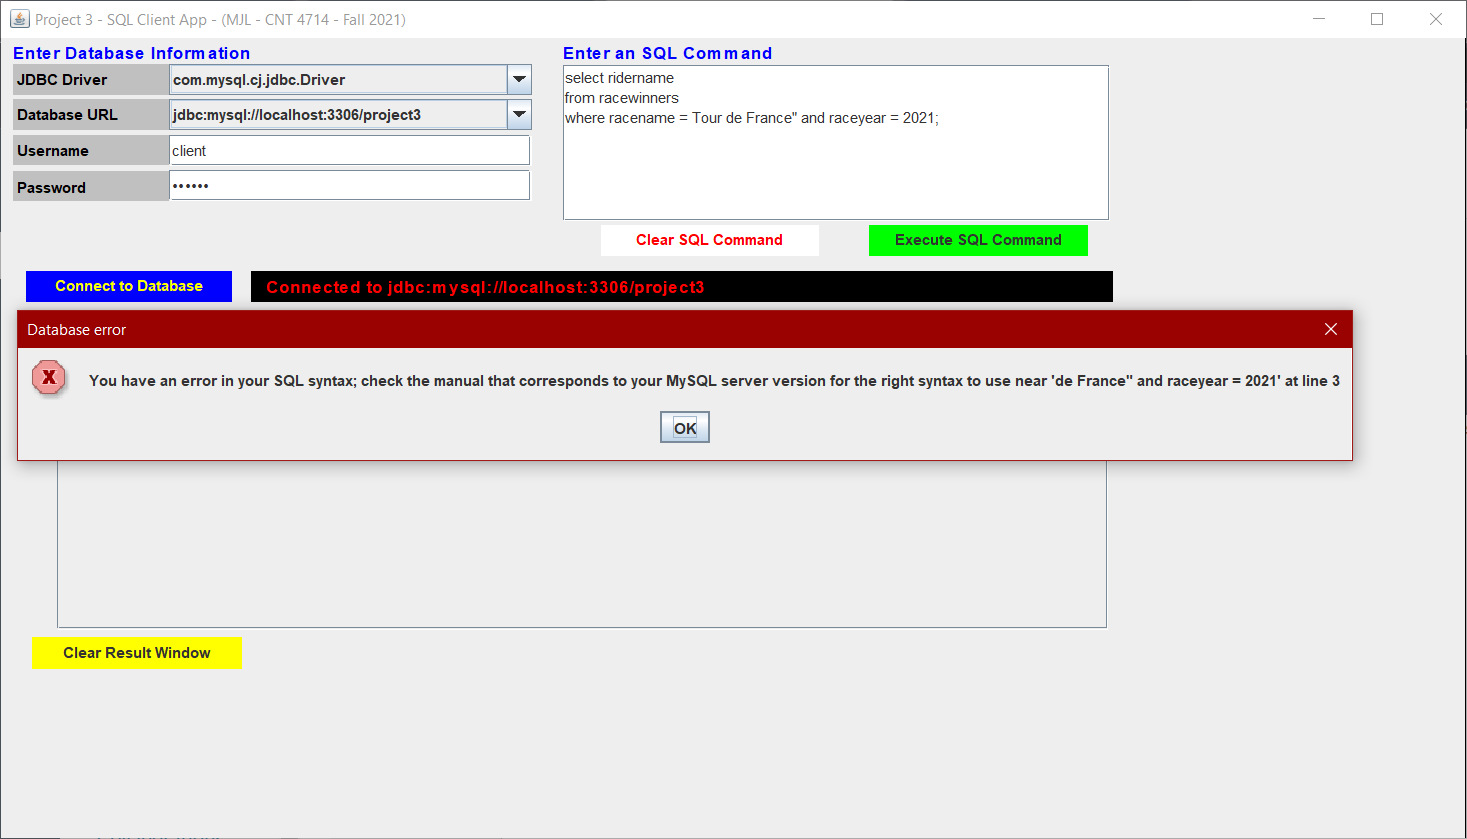 Project 3 - SQL Client App - (MJL - CNT 4714 - Fall 2021)
Enter Database Information
JDBC Driver
com.mysql.cj.jdbc.Driver
Database URL
jdbc:mysql://localhost:3306/project3
Username
client
Password
••••••
Enter an SQL Command
select ridername
from racewinners
where racename = Tour de France" and raceyear = 2021;
Clear SQL Command
Execute SQL Command
Connect to Database
Connected to jdbc:mysql://localhost:3306/project3
Database error
X
You have an error in your SQL syntax; check the manual that corresponds to your MySQL server version for the right syntax to use near 'de France" and raceyear = 2021' at line 3
OK
Clear Result Window